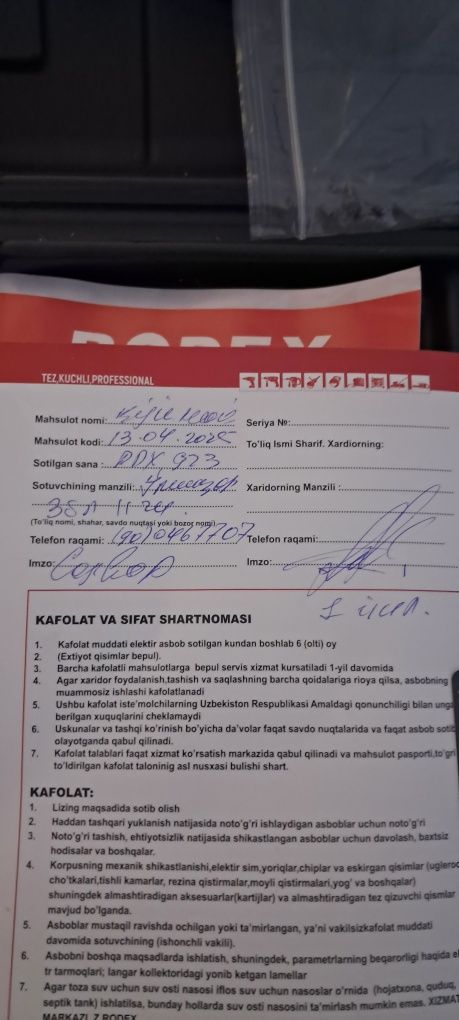 RODEX
TEZ,KUCHLI,PROFESSIONAL
Mahsulot nomi:
Seriya №:
Mahsulot kodi: 13.04.2025
To'liq Ismi Sharif. Xardiorning:
Sotilgan sana : RDX 973
Sotuvchining manzili:
Xaridorning Manzili :
(To'liq nomi, shahar, savdo nuqtasi yoki bozor nomi)
Telefon raqami: (90)0467707
Telefon raqami:
Imzo: Сарвар
Imzo:
KAFOLAT VA SIFAT SHARTNOMASI
1. Kafolat muddati elektir asbob sotilgan kundan boshlab 6 (olti) oy
2. (Extiyot qisimlar bepul).
3. Barcha kafolatli mahsulotlarga bepul servis xizmat kursatiladi 1-yil davomida
4. Agar xaridor foydalanish,tashish va saqlashning barcha qoidalariga rioya qilsa, asbobning
muammosiz ishlashi kafolatlanadi
5. Ushbu kafolat iste'molchilarning Uzbekiston Respublikasi Amaldagi qonunchiligi bilan
berilgan xuquqlarini cheklamaydi
6. Uskunalar va tashqi ko'rinish bo'yicha da'volar faqat savdo nuqtalarida va faqat asbob
olayotganda qabul qilinadi.
7. Kafolat talablari faqat xizmat ko'rsatish markazida qabul qilinadi va mahsulot pasporti,
to'ldirilgan kafolat taloninig asl nusxasi bulishi shart.
KAFOLAT:
1. Lizing maqsadida sotib olish
2. Haddan tashqari yuklanish natijasida noto'g'ri ishlaydigan asboblar uchun noto'g'ri
3. Noto'g'ri tashish, ehtiyotsizlik natijasida shikastlangan asboblar uchun davolash, baxtsiz
hodisalar va boshqalar.
4. Korpusning mexanik shikastlanishi,elektir sim,yoriqlar,chiplar va eskirgan qisimlar
cho'tkalari,tishli kamarlar, rezina qistirmalar,moyli qistirmalari,yog' va boshqalar)
shuningdek almashtiradigan aksesuarlar(kartijlar) va almashtiradigan tez qizuvchi qismlar
mavjud bo'lganda.
5. Asboblar mustaqil ravishda ochilgan yoki ta'mirlangan, ya'ni vakilsizkafolat muddati
davomida sotuvchining (ishonchli vakili).
6. Asbobni boshqa maqsadlarda ishlatish, shuningdek, parametrlarning beqarorligi haqida
tr tarmoqlari; langar kollektoridagi yonib ketgan lamellar
7. Agar toza suv uchun suv osti nasosi iflos suv uchun nasoslar o'rnida (hojatxona, quduq,
septik tank) ishlatilsa, bunday hollarda suv osti nasosini ta'mirlash mumkin emas.
MARKAZI RODEX